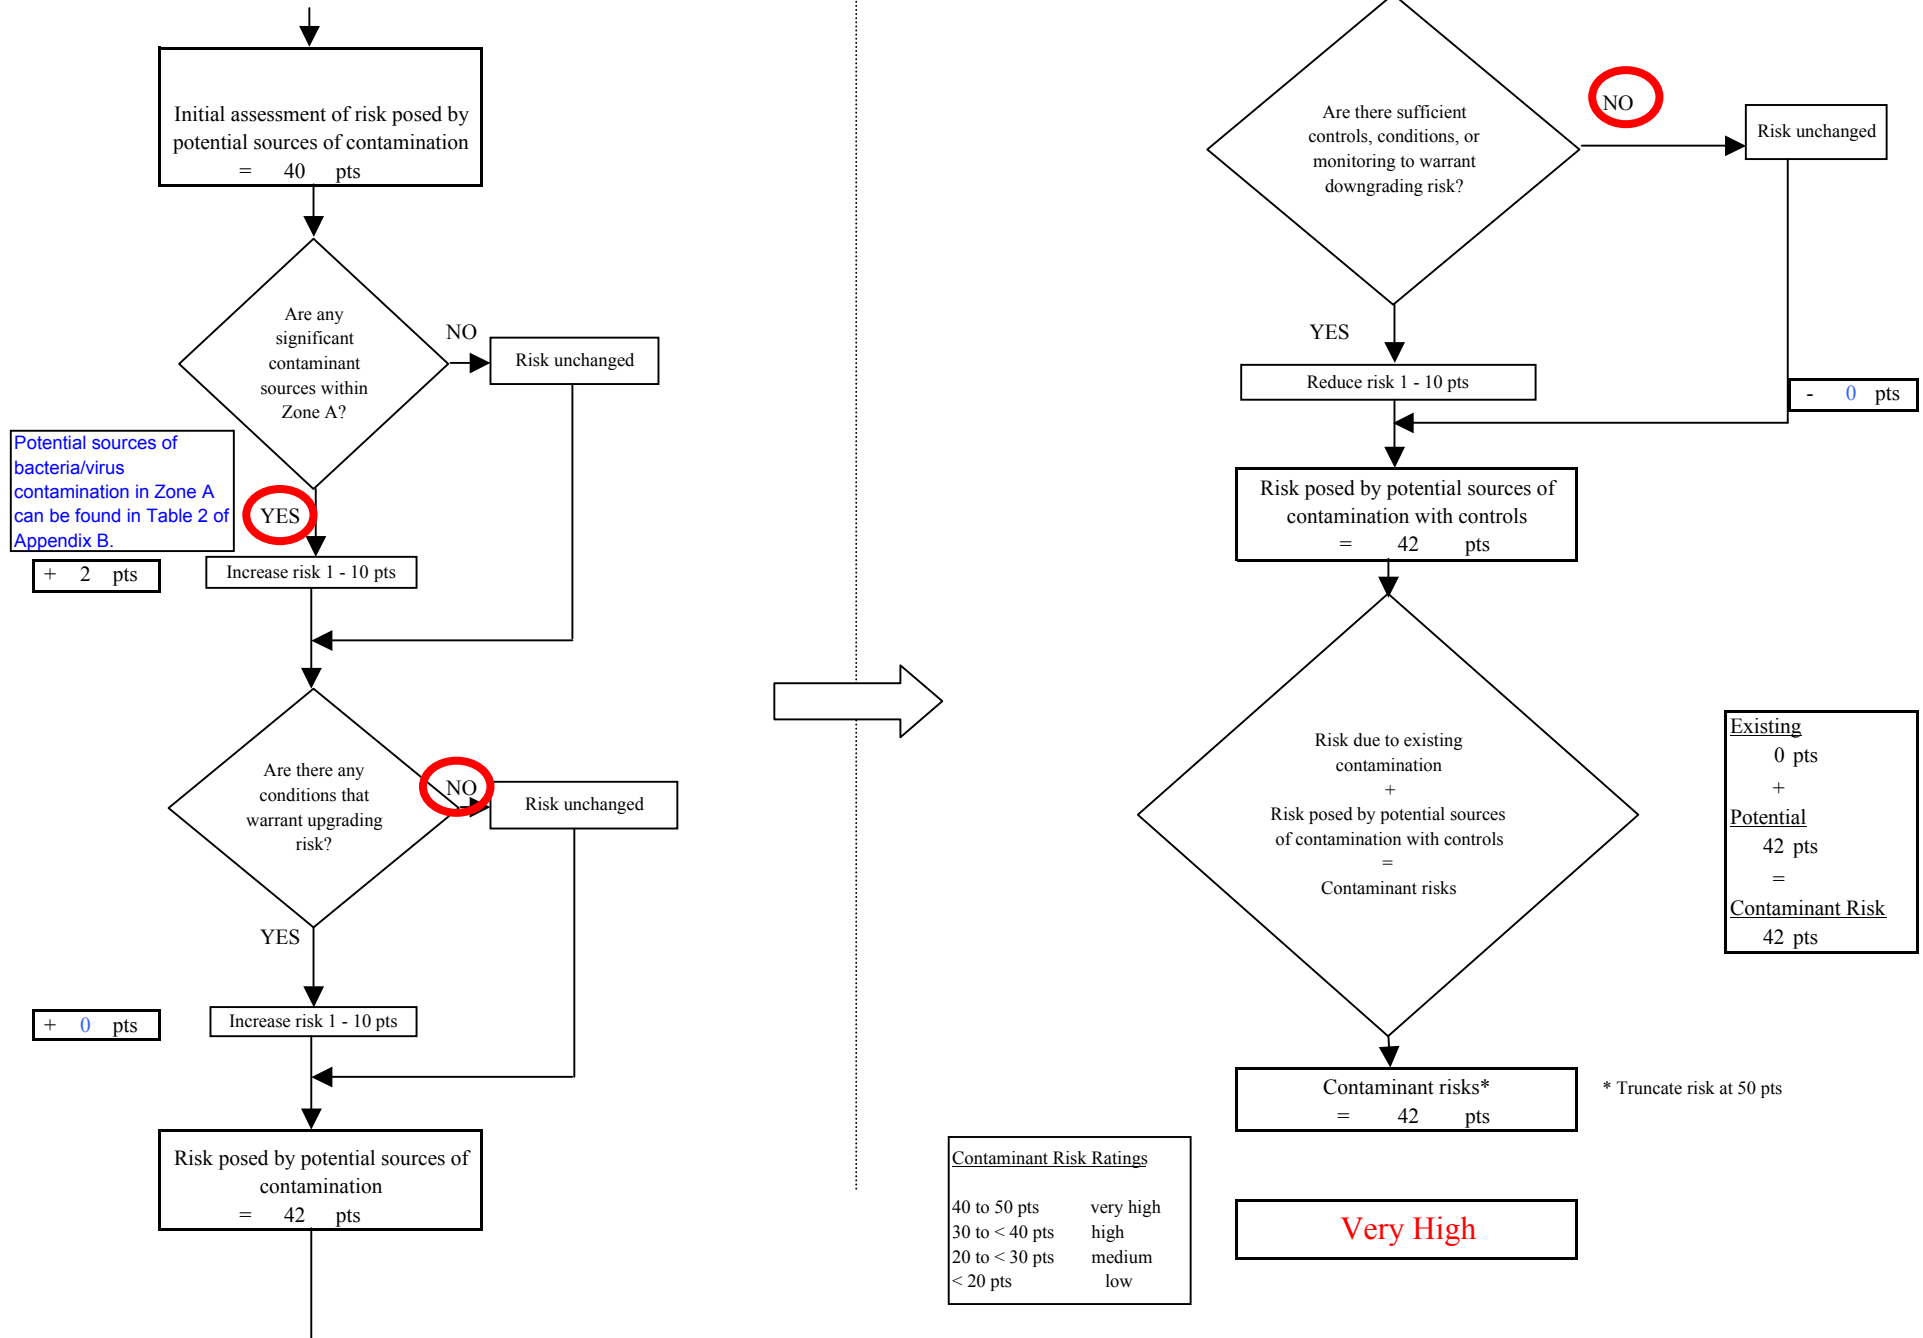 Initial assessment of risk posed by
potential sources of contamination
= 40 pts
Are any
significant
contaminant
sources within
Zone A?
NO
Risk unchanged
Potential sources of
bacteria/virus
contamination in Zone A
can be found in Table 2 of
Appendix B.
YES
+ 2 pts
Increase risk 1 - 10 pts
Are there any
conditions that
warrant upgrading
risk?
NO
Risk unchanged
YES
+ 0 pts
Increase risk 1 - 10 pts
Risk posed by potential sources of
contamination
= 42 pts
Are there sufficient
controls, conditions, or
monitoring to warrant
downgrading risk?
NO
Risk unchanged
YES
Reduce risk 1 - 10 pts
- 0 pts
Risk posed by potential sources of
contamination with controls
= 42 pts
Risk due to existing
contamination
+
Risk posed by potential sources
of contamination with controls
=
Contaminant risks
Existing
0 pts
+
Potential
42 pts
=
Contaminant Risk
42 pts
Contaminant risks*
= 42 pts
* Truncate risk at 50 pts
Contaminant Risk Ratings
40 to 50 pts very high
30 to < 40 pts high
20 to < 30 pts medium
< 20 pts low
Very High